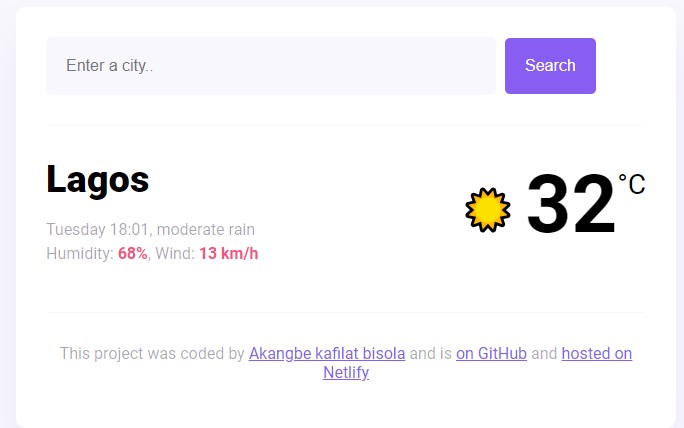 Enter a city..
Search
Lagos
32°C
Tuesday 18:01, moderate rain
Humidity: 68%, Wind: 13 km/h
This project was coded by Akangbe kafilat bisola and is on GitHub and hosted on
Netlify